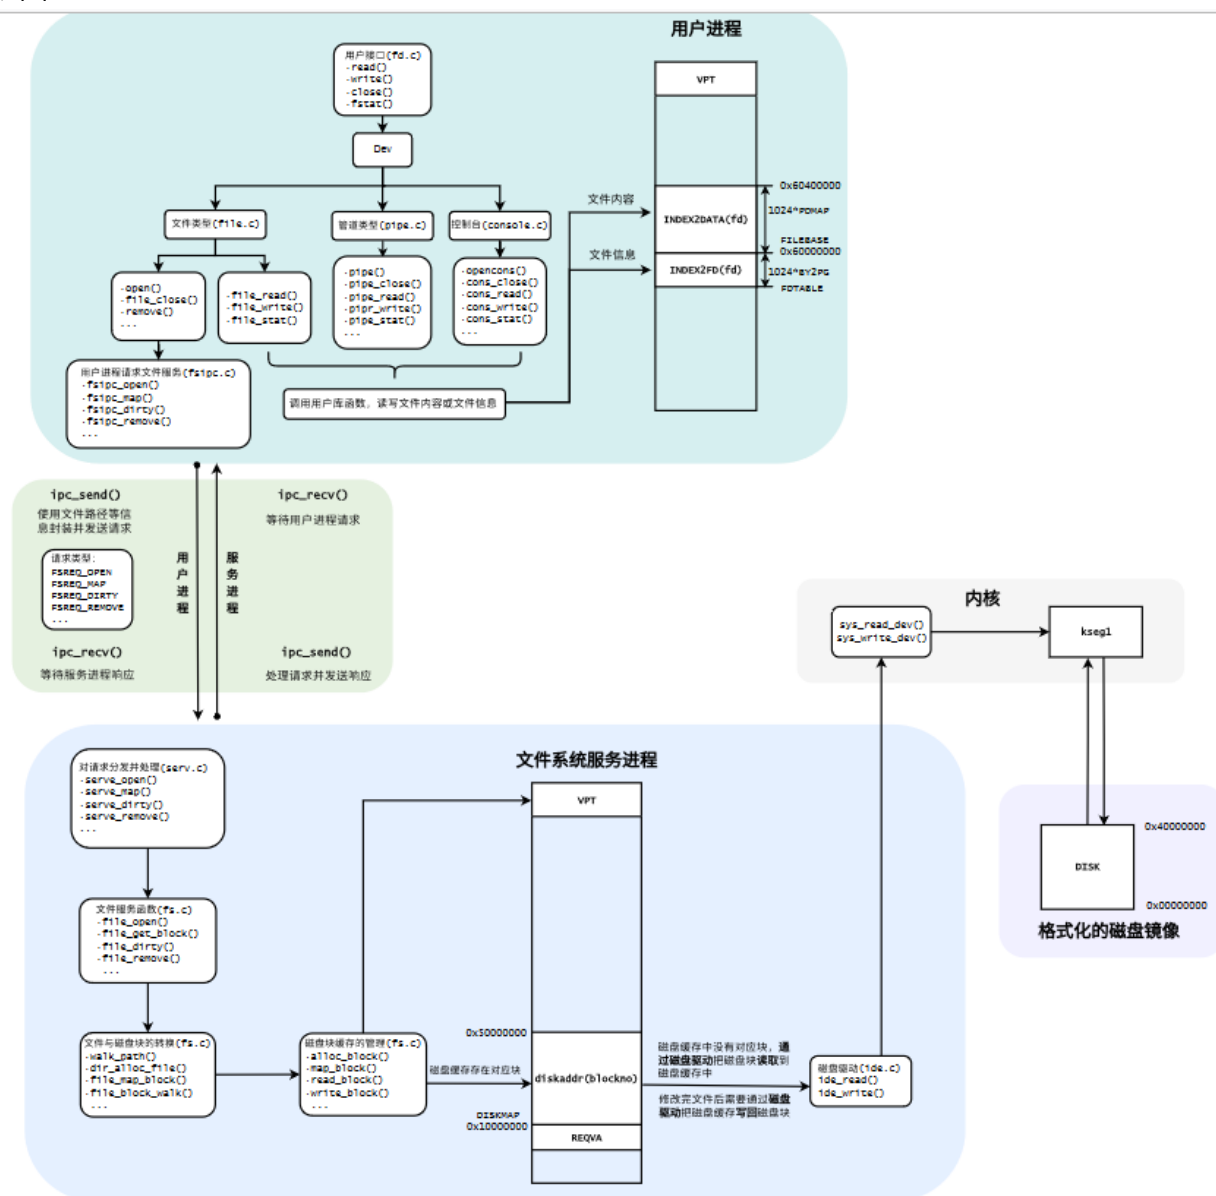 用户进程
用户接口(fd.c)
·read()
·write()
·close()
·fstat()
Dev
文件类型(file.c)
管道类型(pipe.c)
控制台(console.c)
·open()
·file_close()
·remove()
...
·file_read()
·file_write()
·file_stat()
·pipe()
·pipe_close()
·pipe_read()
·pipr_write()
·pipe_stat()
...
·opencons()
·cons_close()
·cons_read()
·cons_write()
·cons_stat()
...
用户进程请求文件服务(fsipc.c)
·fsipc_open()
·fsipc_map()
·fsipc_dirty()
·fsipc_remove()
...
调用用户库函数，读写文件内容或文件信息
文件内容
文件信息
VPT
INDEX2DATA(fd)
INDEX2FD(fd)
0x60400000
1024*PDMAP
FILEBASE
0x60000000
1024*BY2PG
FDTABLE
ipc_send()
使用文件路径等信
息封装并发送请求
请求类型：
FSREQ_OPEN
FSREQ_MAP
FSREQ_DIRTY
FSREQ_REMOVE
...
ipc_recv()
等待服务进程响应
用户进程
服务进程
ipc_recv()
等待用户进程请求
ipc_send()
处理请求并发送响应
内核
sys_read_dev()
sys_write_dev()
kseg1
DISK
0x40000000
0x00000000
格式化的磁盘镜像
文件系统服务进程
对请求分发并处理(serv.c)
·serve_open()
·serve_map()
·serve_dirty()
·serve_remove()
...
文件服务函数(fs.c)
·file_open()
·file_get_block()
·file_dirty()
·file_remove()
...
文件与磁盘块的转换(fs.c)
·walk_path()
·dir_alloc_file()
·file_map_block()
·file_block_walk()
...
磁盘块缓存的管理(fs.c)
·alloc_block()
·map_block()
·read_block()
·write_block()
...
磁盘缓存存在对应块
VPT
0x50000000
diskaddr(blockno)
DISKMAP
0x10000000
REQVA
磁盘缓存中没有对应块，通
过磁盘驱动把磁盘块读取到
磁盘缓存中
修改完文件后需要通过磁盘
驱动把磁盘缓存写回磁盘块
磁盘驱动(ide.c)
ide_read()
ide_write()